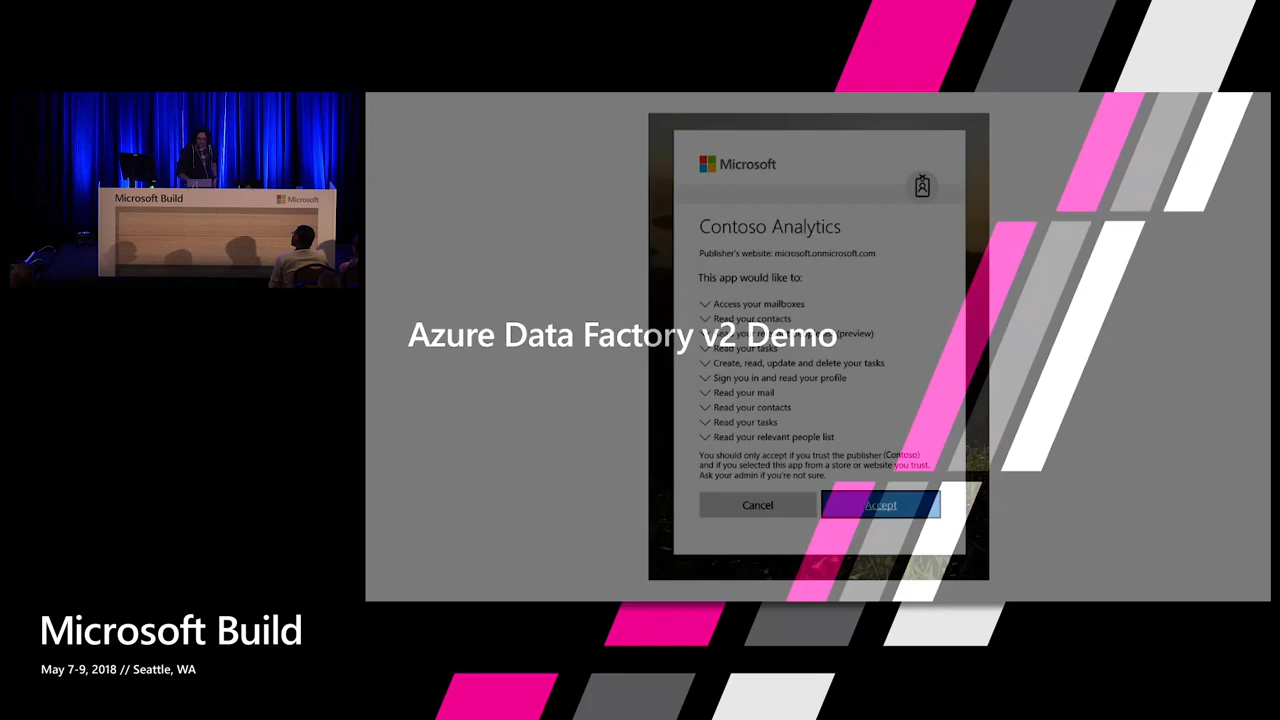 Microsoft Build
Microsoft
Microsoft
Contoso Analytics
Publisher's website: microsoft.onmicrosoft.com
This app would like to:
Access your mailboxes
Read your contacts
Azure Data Factory v2 Demo
(preview)
Read your tasks
Create, read, update and delete your tasks
Sign you in and read your profile
Read your mail
Read your contacts
Read your tasks
Read your relevant people list
You should only accept if you trust the publisher (Contoso)
and if you selected this app from a store or website you trust.
Ask your admin if you're not sure.
Cancel
Accept
Microsoft Build
May 7-9, 2018 // Seattle, WA